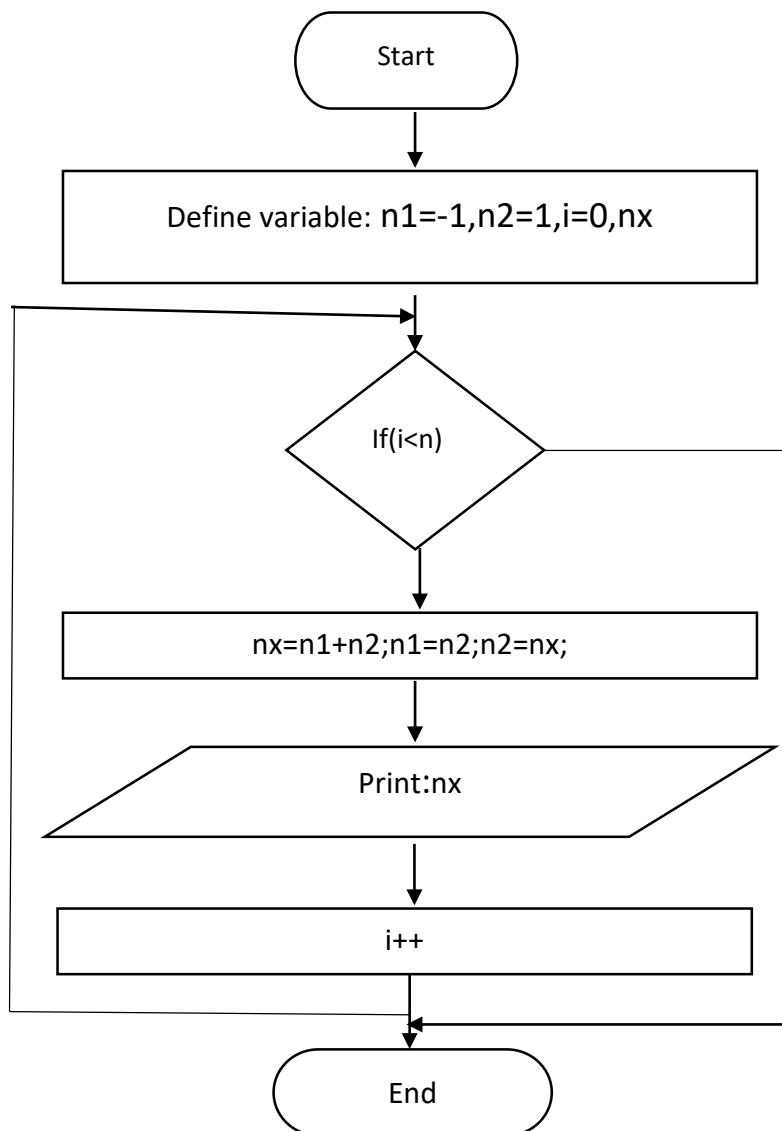 Start
Define variable: n1=-1,n2=1,i=0,nx
If(i<n)
nx=n1+n2;n1=n2;n2=nx;
Print:nx
i++
End